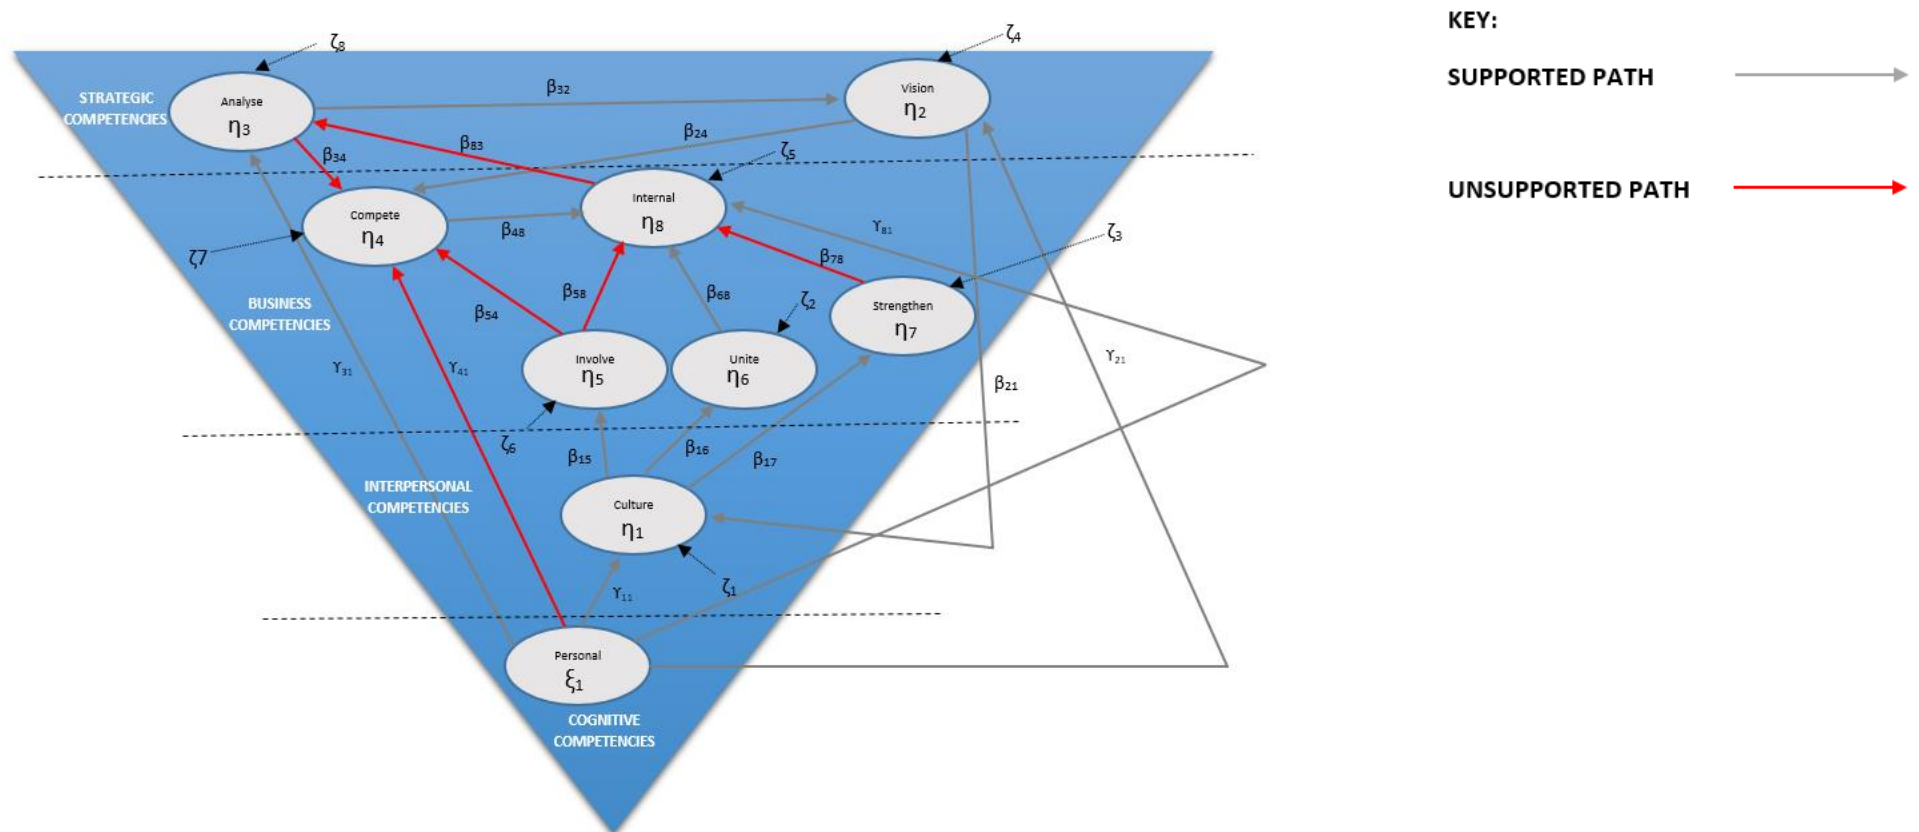 KEY:
SUPPORTED PATH
UNSUPPORTED PATH
ζ8
ζ4
STRATEGIC
COMPETENCIES
Analyse
η3
β32
Vision
η2
β24
β83
β34
ζ5
Internal
η8
Compete
η4
β48
ϒ81
ζ3
ζ7
β78
BUSINESS
COMPETENCIES
β58
β68
ζ2
Strengthen
η7
β54
Involve
η5
Unite
η6
ϒ31
ϒ41
ϒ21
β21
ζ6
β15
β16
β17
INTERPERSONAL
COMPETENCIES
Culture
η1
ζ1
ϒ11
Personal
ξ1
COGNITIVE
COMPETENCIES